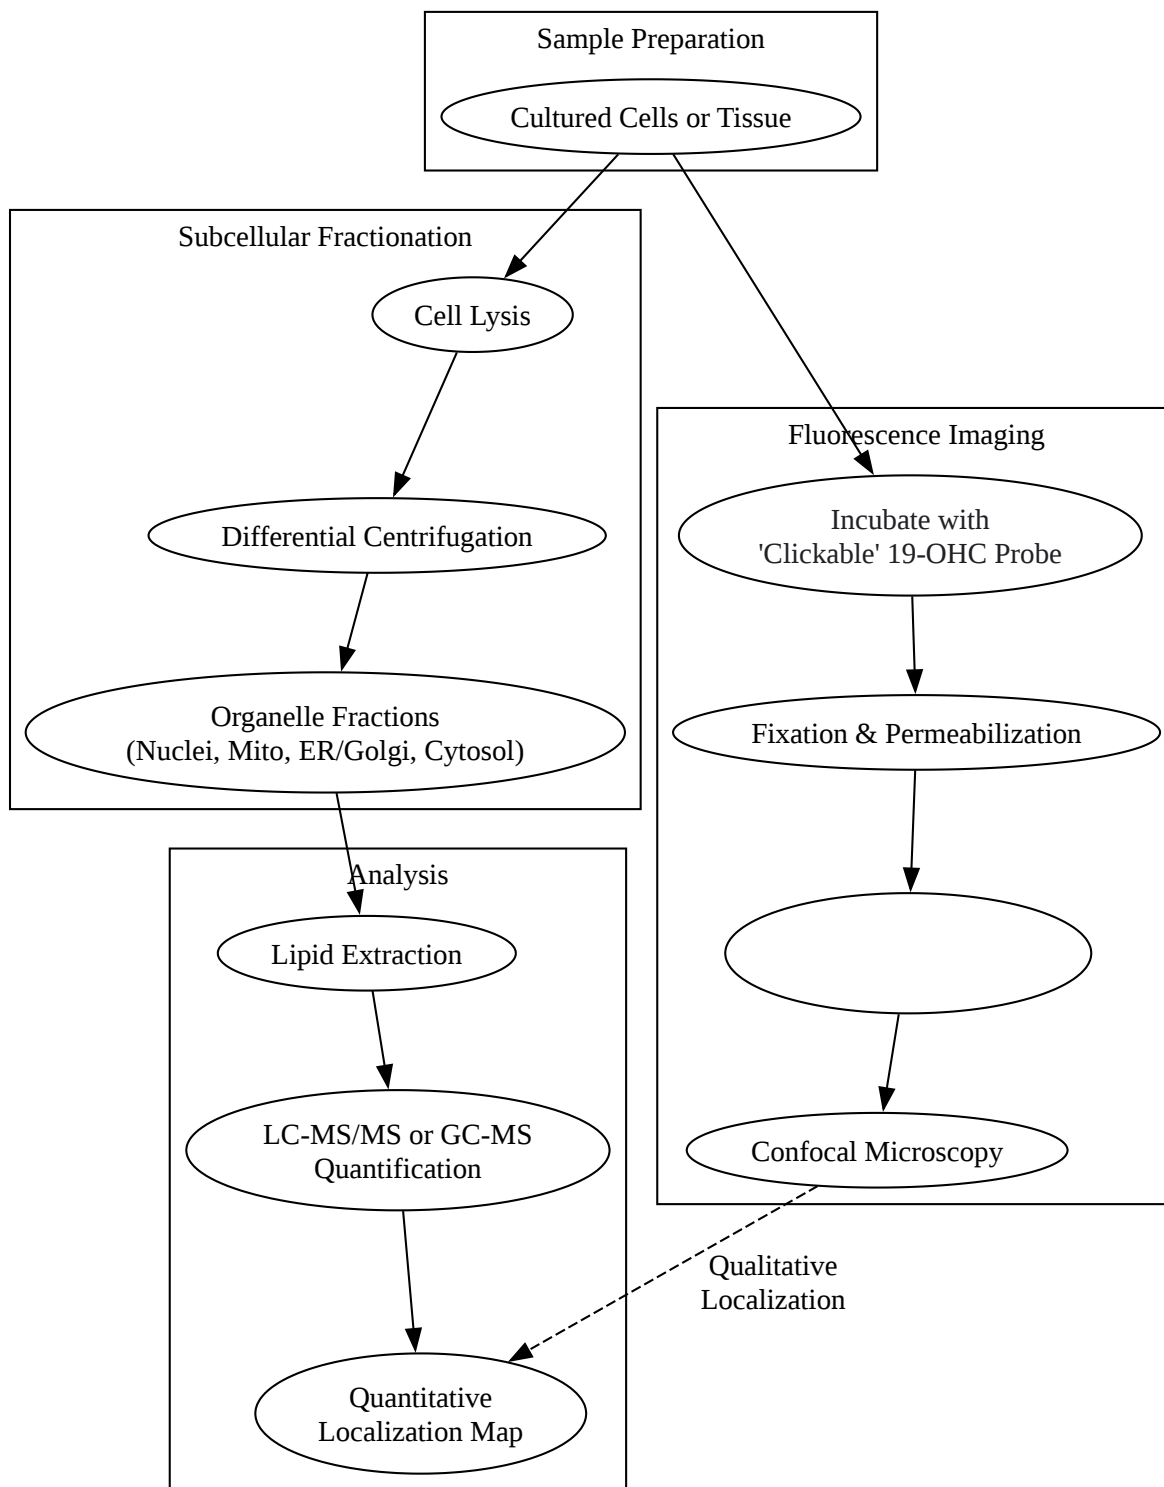 Sample Preparation
Cultured Cells or Tissue
Subcellular Fractionation
Cell Lysis
Differential Centrifugation
Organelle Fractions
(Nuclei, Mito, ER/Golgi, Cytosol)
Fluorescence Imaging
Incubate with
'Clickable' 19-OHC Probe
Fixation & Permeabilization
Confocal Microscopy
Analysis
Lipid Extraction
LC-MS/MS or GC-MS
Quantification
Qualitative
Localization
Quantitative
Localization Map